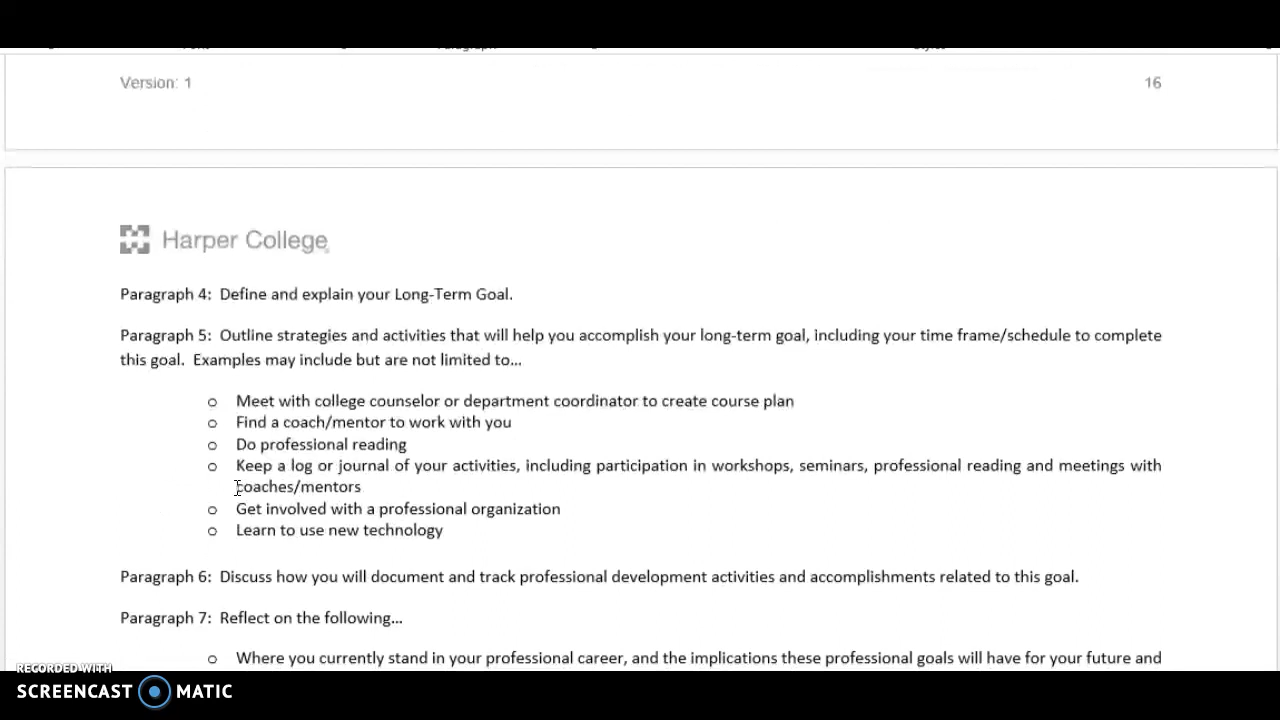 Version: 1 16
Harper College
Paragraph 4: Define and explain your Long-Term Goal.
Paragraph 5: Outline strategies and activities that will help you accomplish your long-term goal, including your time frame/schedule to complete
this goal. Examples may include but are not limited to...
o Meet with college counselor or department coordinator to create course plan
o Find a coach/mentor to work with you
o Do professional reading
o Keep a log or journal of your activities, including participation in workshops, seminars, professional reading and meetings with
coaches/mentors
o Get involved with a professional organization
o Learn to use new technology
Paragraph 6: Discuss how you will document and track professional development activities and accomplishments related to this goal.
Paragraph 7: Reflect on the following...
o Where you currently stand in your professional career, and the implications these professional goals will have for your future and
RECORDED WITH
SCREENCAST MATIC